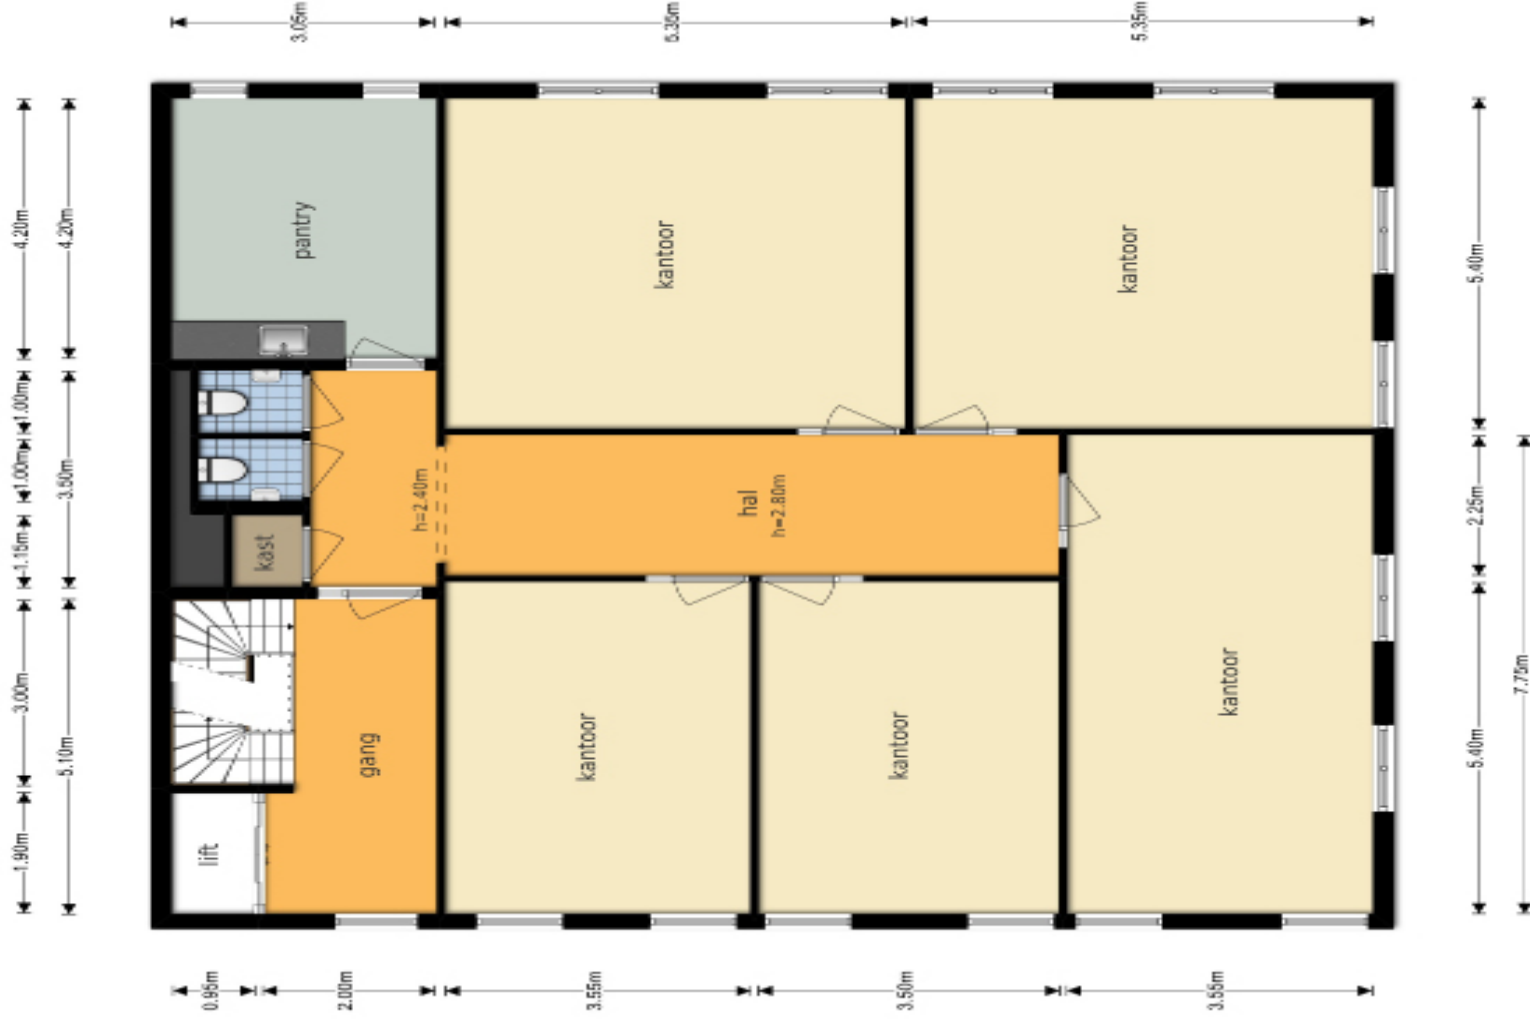 3.05m
5.35m
5.35m
4.20m
4.20m
pantry
kantoor
kantoor
5.40m
1.00m
1.00m
3.50m
1.15m
kast
h=2.40m
hal
h=2.80m
2.25m
3.00m
5.10m
1.90m
lift
gang
kantoor
kantoor
kantoor
5.40m
7.75m
0.95m
2.00m
3.55m
3.50m
3.55m